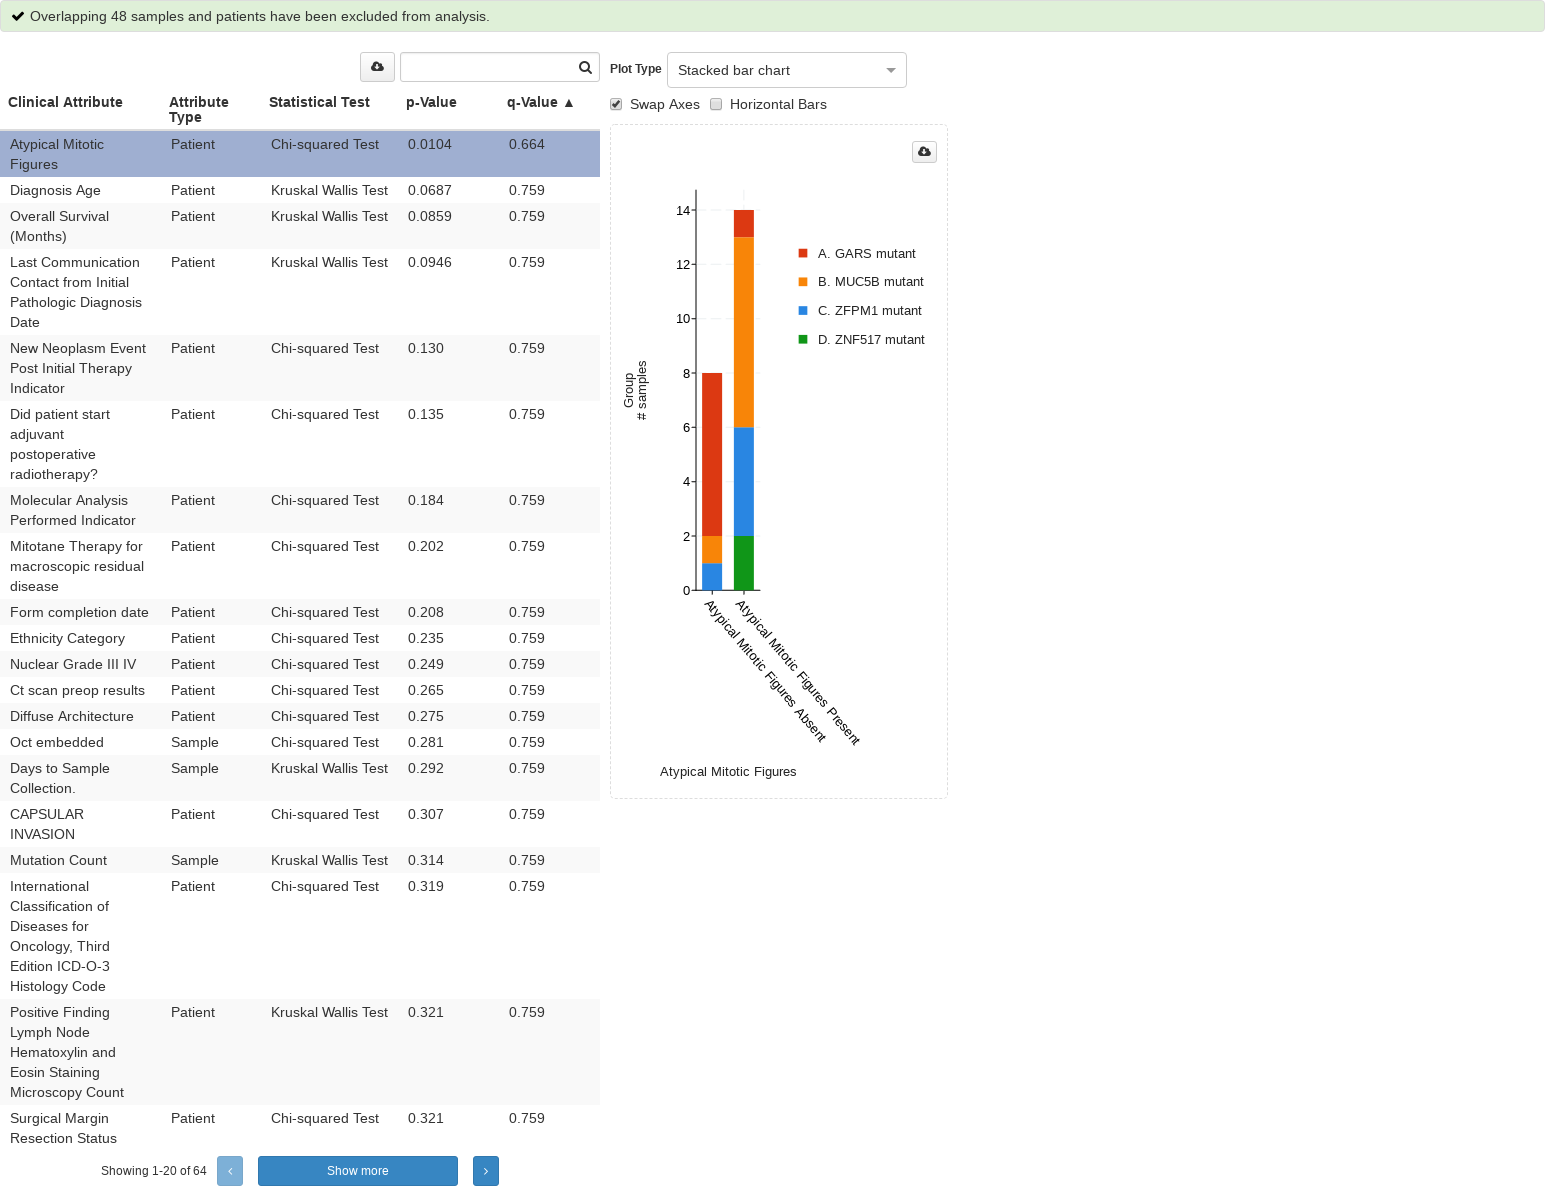 Overlapping 48 samples and patients have been excluded from analysis.
Plot Type Stacked bar chart
Swap Axes Horizontal Bars
Clinical Attribute Attribute Type Statistical Test p-Value q-Value ▲
Atypical Mitotic Figures Patient Chi-squared Test 0.0104 0.664
Diagnosis Age Patient Kruskal Wallis Test 0.0687 0.759
Overall Survival (Months) Patient Kruskal Wallis Test 0.0859 0.759
Last Communication Contact from Initial Pathologic Diagnosis Date Patient Kruskal Wallis Test 0.0946 0.759
New Neoplasm Event Post Initial Therapy Indicator Patient Chi-squared Test 0.130 0.759
Did patient start adjuvant postoperative radiotherapy? Patient Chi-squared Test 0.135 0.759
Molecular Analysis Performed Indicator Patient Chi-squared Test 0.184 0.759
Mitotane Therapy for macroscopic residual disease Patient Chi-squared Test 0.202 0.759
Form completion date Patient Chi-squared Test 0.208 0.759
Ethnicity Category Patient Chi-squared Test 0.235 0.759
Nuclear Grade III IV Patient Chi-squared Test 0.249 0.759
Ct scan preop results Patient Chi-squared Test 0.265 0.759
Diffuse Architecture Patient Chi-squared Test 0.275 0.759
Oct embedded Sample Chi-squared Test 0.281 0.759
Days to Sample Collection. Sample Kruskal Wallis Test 0.292 0.759
CAPSULAR INVASION Patient Chi-squared Test 0.307 0.759
Mutation Count Sample Kruskal Wallis Test 0.314 0.759
International Classification of Diseases for Oncology, Third Edition ICD-O-3 Histology Code Patient Chi-squared Test 0.319 0.759
Positive Finding Lymph Node Hematoxylin and Eosin Staining Microscopy Count Patient Kruskal Wallis Test 0.321 0.759
Surgical Margin Resection Status Patient Chi-squared Test 0.321 0.759
Showing 1-20 of 64 Show more
14
12
10
8
6
4
2
0
Group
# samples
A. GARS mutant
B. MUC5B mutant
C. ZFPM1 mutant
D. ZNF517 mutant
Atypical Mitotic Figures Absent
Atypical Mitotic Figures Present
Atypical Mitotic Figures